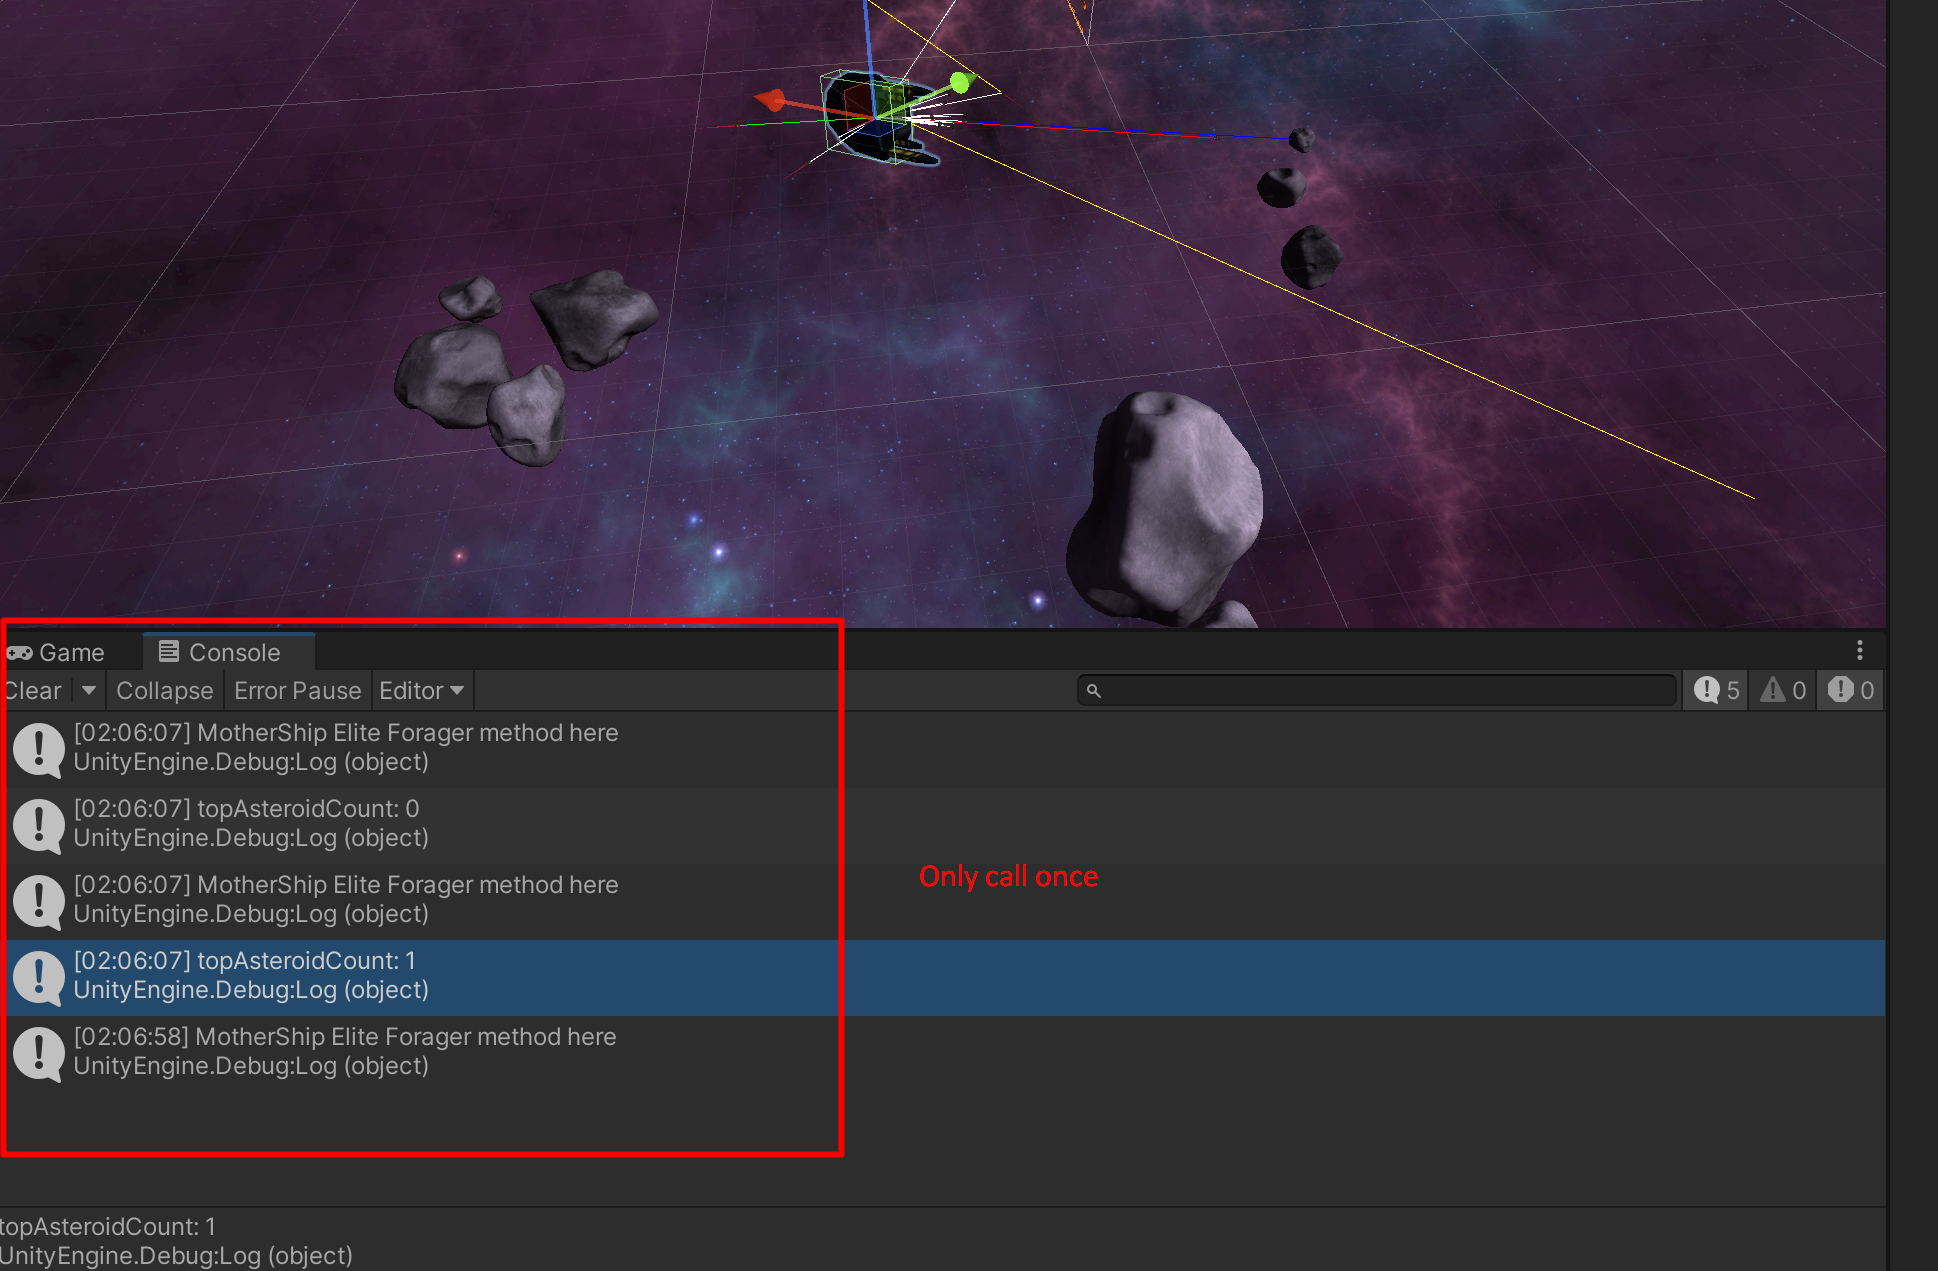 Game
Console
Clear
Collapse
Error Pause
Editor
5
0
0
[02:06:07] MotherShip Elite Forager method here
UnityEngine.Debug:Log (object)
[02:06:07] topAsteroidCount: 0
UnityEngine.Debug:Log (object)
[02:06:07] MotherShip Elite Forager method here
UnityEngine.Debug:Log (object)
Only call once
[02:06:07] topAsteroidCount: 1
UnityEngine.Debug:Log (object)
[02:06:58] MotherShip Elite Forager method here
UnityEngine.Debug:Log (object)
topAsteroidCount: 1
UnityEngine.Debug:Log (object)